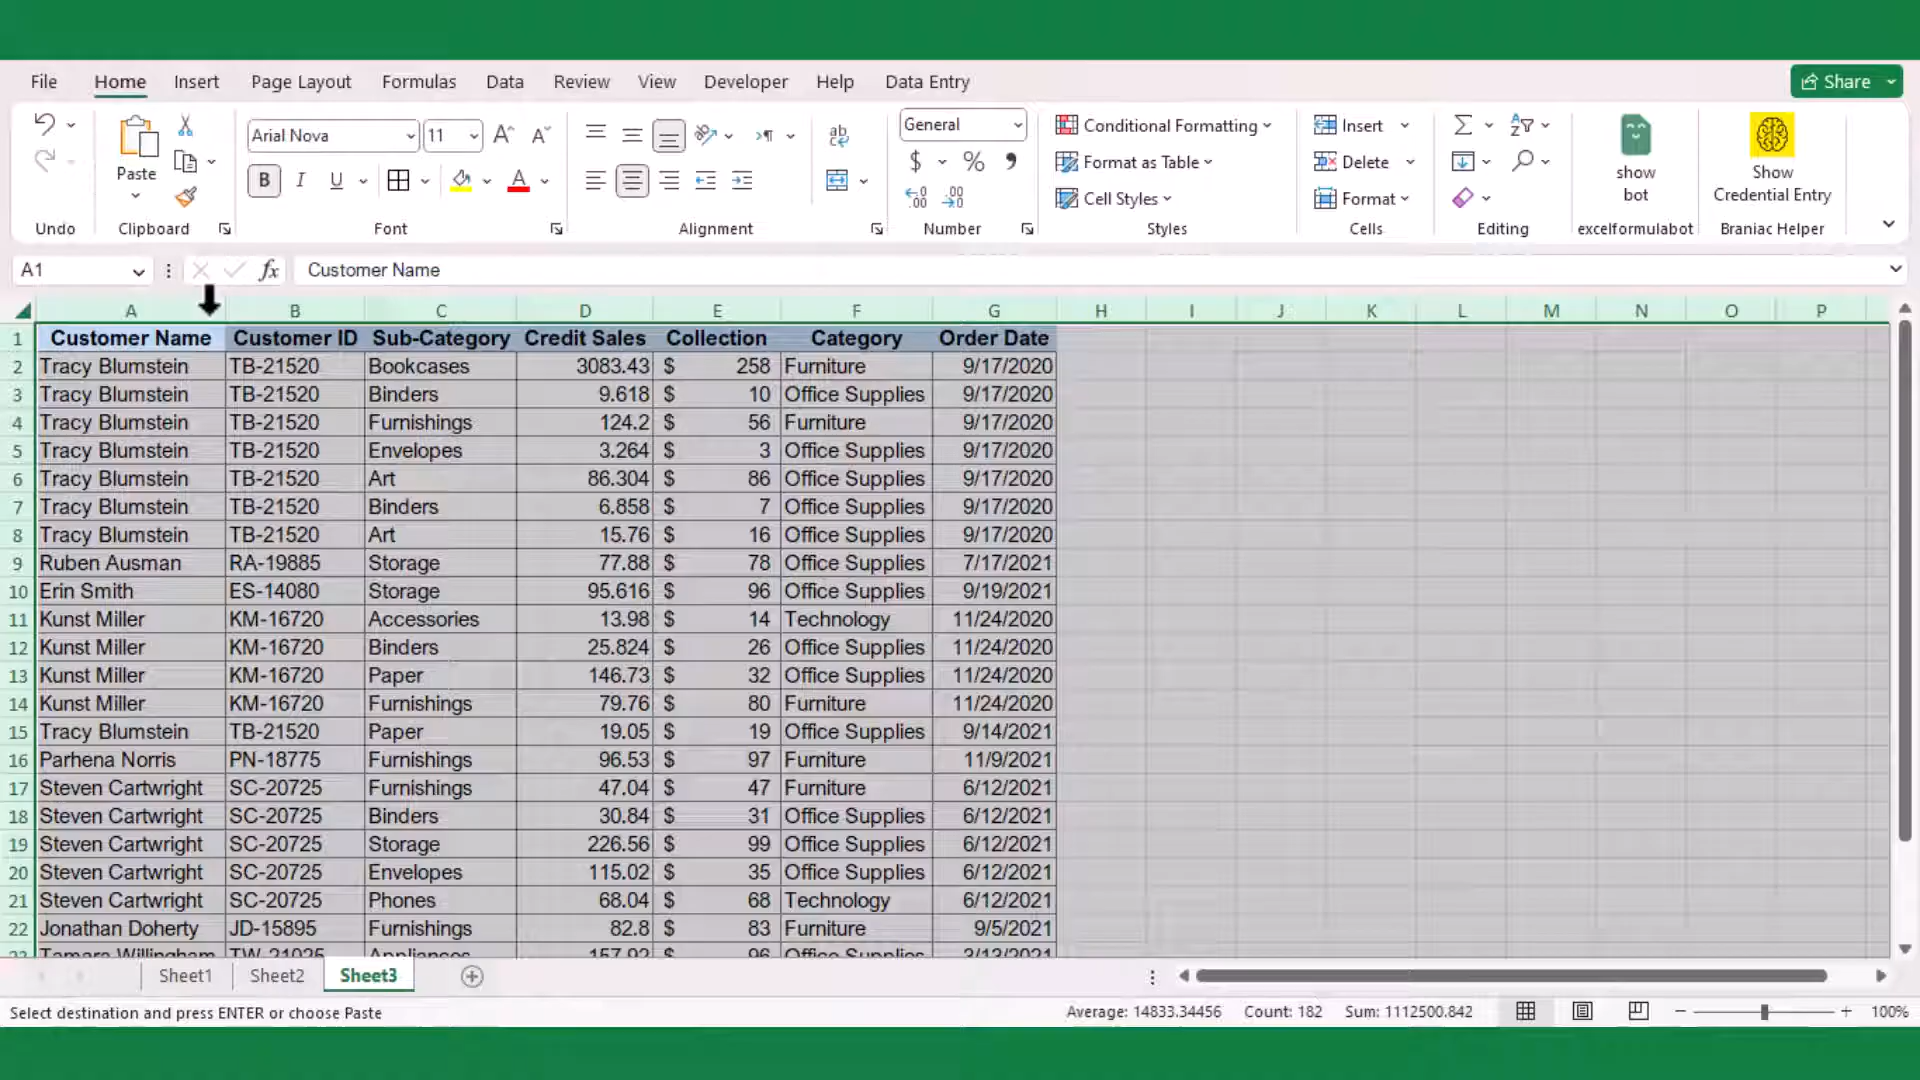 File Home Insert Page Layout Formulas Data Review View Developer Help Data Entry Share
Paste
Arial Nova 11
B I U A
ab
General
$ % ,
Conditional Formatting
Format as Table
Cell Styles
Insert
Delete
Format
show
bot
Show
Credential Entry
Undo Clipboard Font Alignment Number Styles Cells Editing excelformulabot Braniac Helper
A1 fx Customer Name
A B C D E F G H I J K L M N O P
1 Customer Name Customer ID Sub-Category Credit Sales Collection Category Order Date
2 Tracy Blumstein TB-21520 Bookcases 3083.43 $ 258 Furniture 9/17/2020
3 Tracy Blumstein TB-21520 Binders 9.618 $ 10 Office Supplies 9/17/2020
4 Tracy Blumstein TB-21520 Furnishings 124.2 $ 56 Furniture 9/17/2020
5 Tracy Blumstein TB-21520 Envelopes 3.264 $ 3 Office Supplies 9/17/2020
6 Tracy Blumstein TB-21520 Art 86.304 $ 86 Office Supplies 9/17/2020
7 Tracy Blumstein TB-21520 Binders 6.858 $ 7 Office Supplies 9/17/2020
8 Tracy Blumstein TB-21520 Art 15.76 $ 16 Office Supplies 9/17/2020
9 Ruben Ausman RA-19885 Storage 77.88 $ 78 Office Supplies 7/17/2021
10 Erin Smith ES-14080 Storage 95.616 $ 96 Office Supplies 9/19/2021
11 Kunst Miller KM-16720 Accessories 13.98 $ 14 Technology 11/24/2020
12 Kunst Miller KM-16720 Binders 25.824 $ 26 Office Supplies 11/24/2020
13 Kunst Miller KM-16720 Paper 146.73 $ 32 Office Supplies 11/24/2020
14 Kunst Miller KM-16720 Furnishings 79.76 $ 80 Furniture 11/24/2020
15 Tracy Blumstein TB-21520 Paper 19.05 $ 19 Office Supplies 9/14/2021
16 Parhena Norris PN-18775 Furnishings 96.53 $ 97 Furniture 11/9/2021
17 Steven Cartwright SC-20725 Furnishings 47.04 $ 47 Furniture 6/12/2021
18 Steven Cartwright SC-20725 Binders 30.84 $ 31 Office Supplies 6/12/2021
19 Steven Cartwright SC-20725 Storage 226.56 $ 99 Office Supplies 6/12/2021
20 Steven Cartwright SC-20725 Envelopes 115.02 $ 35 Office Supplies 6/12/2021
21 Steven Cartwright SC-20725 Phones 68.04 $ 68 Technology 6/12/2021
22 Jonathan Doherty JD-15895 Furnishings 82.8 $ 83 Furniture 9/5/2021
23 Tamara Willingham TW-21025 Appliances 157.92 $ 96 Office Supplies
Sheet1 Sheet2 Sheet3
Select destination and press ENTER or choose Paste Average: 14833.34456 Count: 182 Sum: 1112500.842 100%